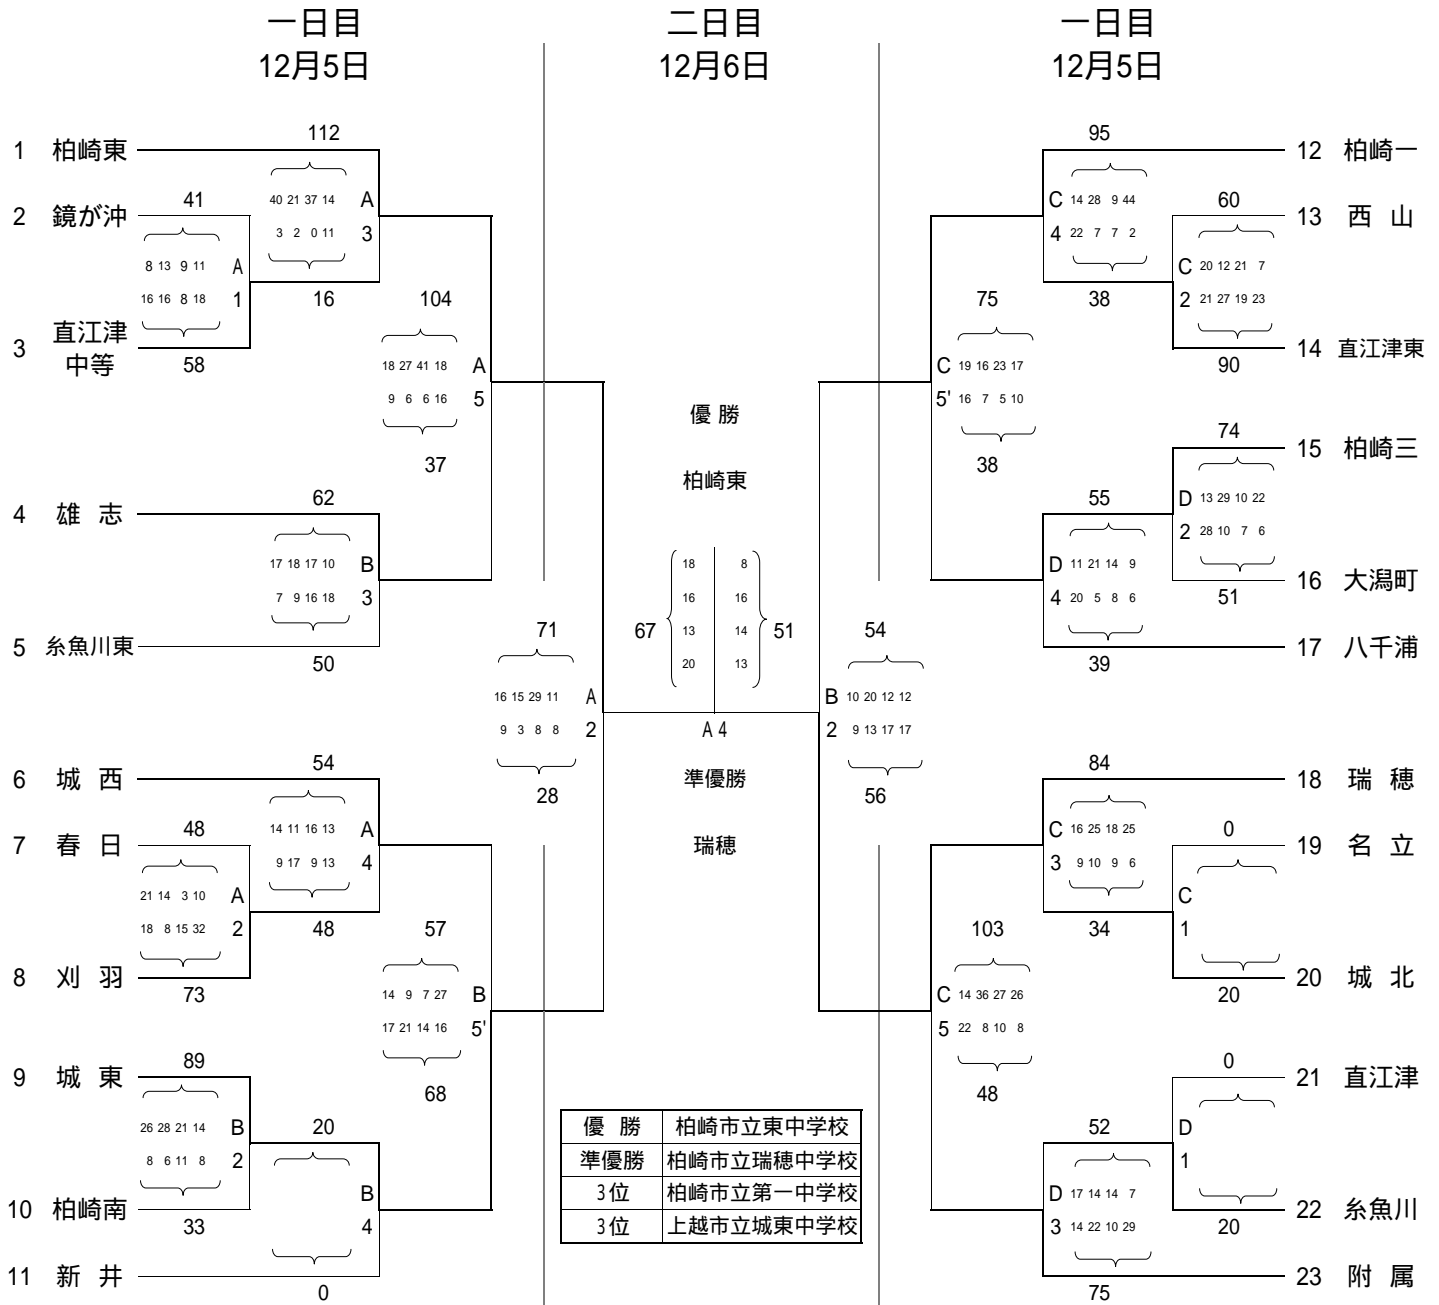 一日目 二日目 一日目
12月5日 12月6日 12月5日
112
1 柏崎東
40 21 37 14 A
3 2 0 11 3
16
41
2 鏡が沖
8 13 9 11 A
16 16 8 18 1
3 直江津
中等
58
104
18 27 41 18 A
9 6 6 16 5
37
62
4 雄 志
17 18 17 10 B
7 9 16 18 3
5 糸魚川東
50
71
16 15 29 11 A
9 3 8 8 2
28
54
6 城 西
14 11 16 13 A
9 17 9 13 4
48
48
7 春 日
21 14 3 10 A
18 8 15 32 2
8 刈 羽
73
57
14 9 7 27 B
17 21 14 16 5'
68
89
9 城 東
26 28 21 14 B
8 6 11 8 2
10 柏崎南
33
20
B
4
11 新 井
0
優 勝
柏崎東
67
18 8
16 16
13 14
20 13
51
A 4
準優勝
瑞穂
優 勝 柏崎市立東中学校
準優勝 柏崎市立瑞穂中学校
3位 柏崎市立第一中学校
3位 上越市立城東中学校
95
12 柏崎一
C 14 28 9 44
4 22 7 7 2
38
60
13 西 山
C 20 12 21 7
2 21 27 19 23
14 直江津東
90
75
C 19 16 23 17
5' 16 7 5 10
38
74
15 柏崎三
D 13 29 10 22
2 28 10 7 6
16 大潟町
51
55
D 11 21 14 9
4 20 5 8 6
17 八千浦
39
54
B 10 20 12 12
2 9 13 17 17
56
84
18 瑞 穂
C 16 25 18 25
3 9 10 9 6
34
0
19 名 立
C
1
20 城 北
20
103
C 14 36 27 26
5 22 8 10 8
48
0
21 直江津
D
1
22 糸魚川
20
52
D 17 14 14 7
3 14 22 10 29
23 附 属
75